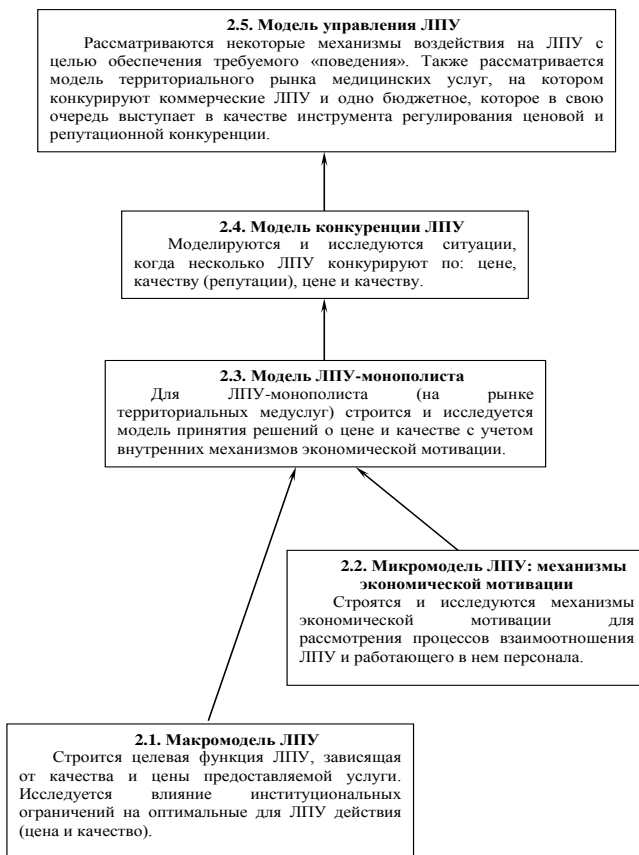 2.5. Модель управления ЛПУ
Рассматриваются некоторые механизмы воздействия на ЛПУ с
целью обеспечения требуемого «поведения». Также рассматривается
модель территориального рынка медицинских услуг, на котором
конкурируют коммерческие ЛПУ и одно бюджетное, которое в свою
очередь выступает в качестве инструмента регулирования ценовой и
репутационной конкуренции.
2.4. Модель конкуренции ЛПУ
Моделируются и исследуются ситуации,
когда несколько ЛПУ конкурируют по: цене,
качеству (репутации), цене и качеству.
2.3. Модель ЛПУ-монополиста
Для ЛПУ-монополиста (на рынке
территориальных медуслуг) строится и исследуется
модель принятия решений о цене и качестве с учетом
внутренних механизмов экономической мотивации.
2.2. Микромодель ЛПУ: механизмы
экономической мотивации
Строятся и исследуются механизмы
экономической мотивации для
рассмотрения процессов взаимоотношения
ЛПУ и работающего в нем персонала.
2.1. Макромодель ЛПУ
Строится целевая функция ЛПУ, зависящая
от качества и цены предоставляемой услуги.
Исследуется влияние институциональных
ограничений на оптимальные для ЛПУ действия
(цена и качество).